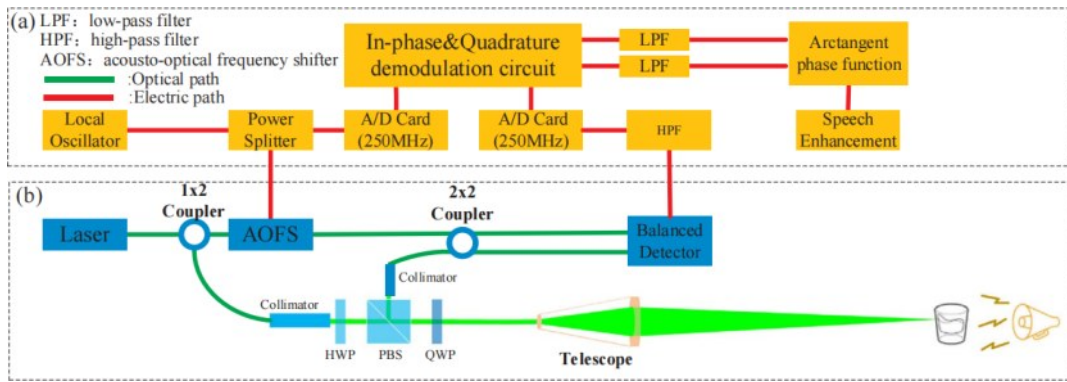 (a)
LPF：low-pass filter
HPF：high-pass filter
AOFS：acousto-optical frequency shifter
:Optical path
:Electric path
In-phase&Quadrature
demodulation circuit
LPF
LPF
Arctangent
phase function
Local
Oscillator
Power
Splitter
A/D Card
(250MHz)
A/D Card
(250MHz)
HPF
Speech
Enhancement
(b)
1x2
Coupler
2x2
Coupler
Laser
AOFS
Balanced
Detector
Collimator
Collimator
HWP
PBS
QWP
Telescope